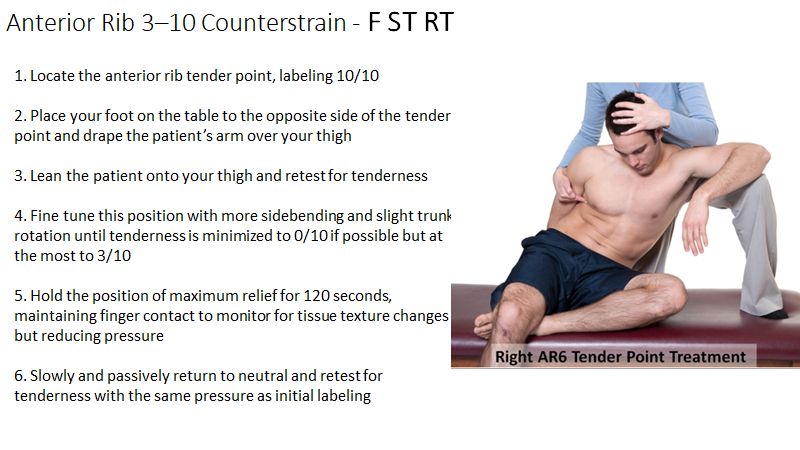 Anterior Rib 3–10 Counterstrain - F ST RT
1. Locate the anterior rib tender point, labeling 10/10
2. Place your foot on the table to the opposite side of the tender
point and drape the patient’s arm over your thigh
3. Lean the patient onto your thigh and retest for tenderness
4. Fine tune this position with more sidebending and slight trunk
rotation until tenderness is minimized to 0/10 if possible but at
the most to 3/10
5. Hold the position of maximum relief for 120 seconds,
maintaining finger contact to monitor for tissue texture changes
but reducing pressure
6. Slowly and passively return to neutral and retest for
tenderness with the same pressure as initial labeling
Right AR6 Tender Point Treatment